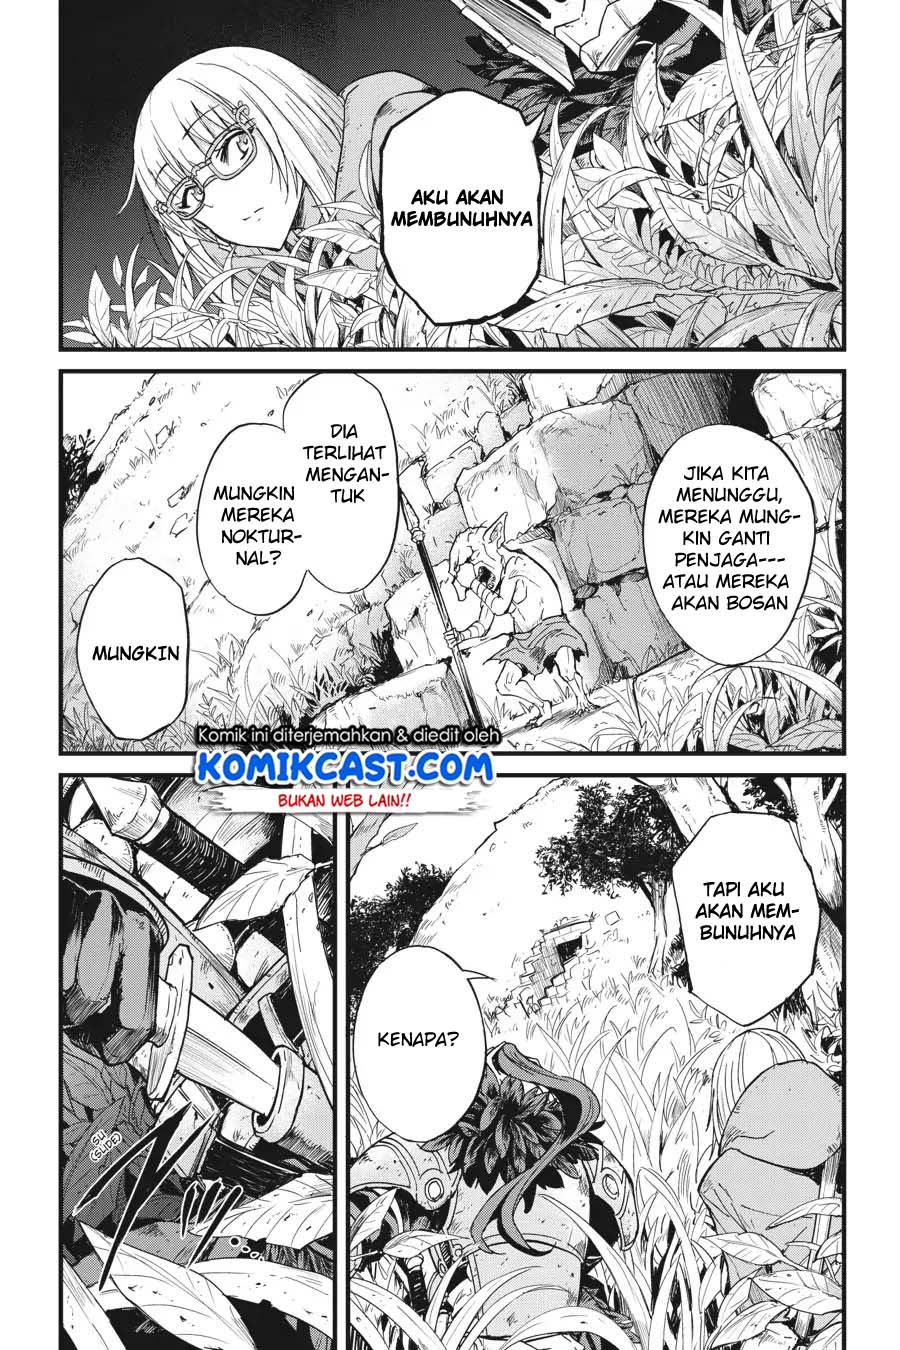 AKU AKAN
MEMBUNUHNYA
JIKA KITA
MENUNGGU,
MEREKA MUNG-
KIN GANTI
PENJAGA---
ATAU MEREKA
AKAN BOSAN
DIA
TERLIHAT
MENGAN-
TUK
MUNGKIN
MEREKA
NOKTUR-
NAL?
MUNGKIN
Komik ini diterjemahkan & diedit oleh
KOMIKCAST.COM
BUKAN WEB LAIN!!
TAPI AKU
AKAN MEM-
BUNUHNYA
KENAPA?
SU
(SLIDE)